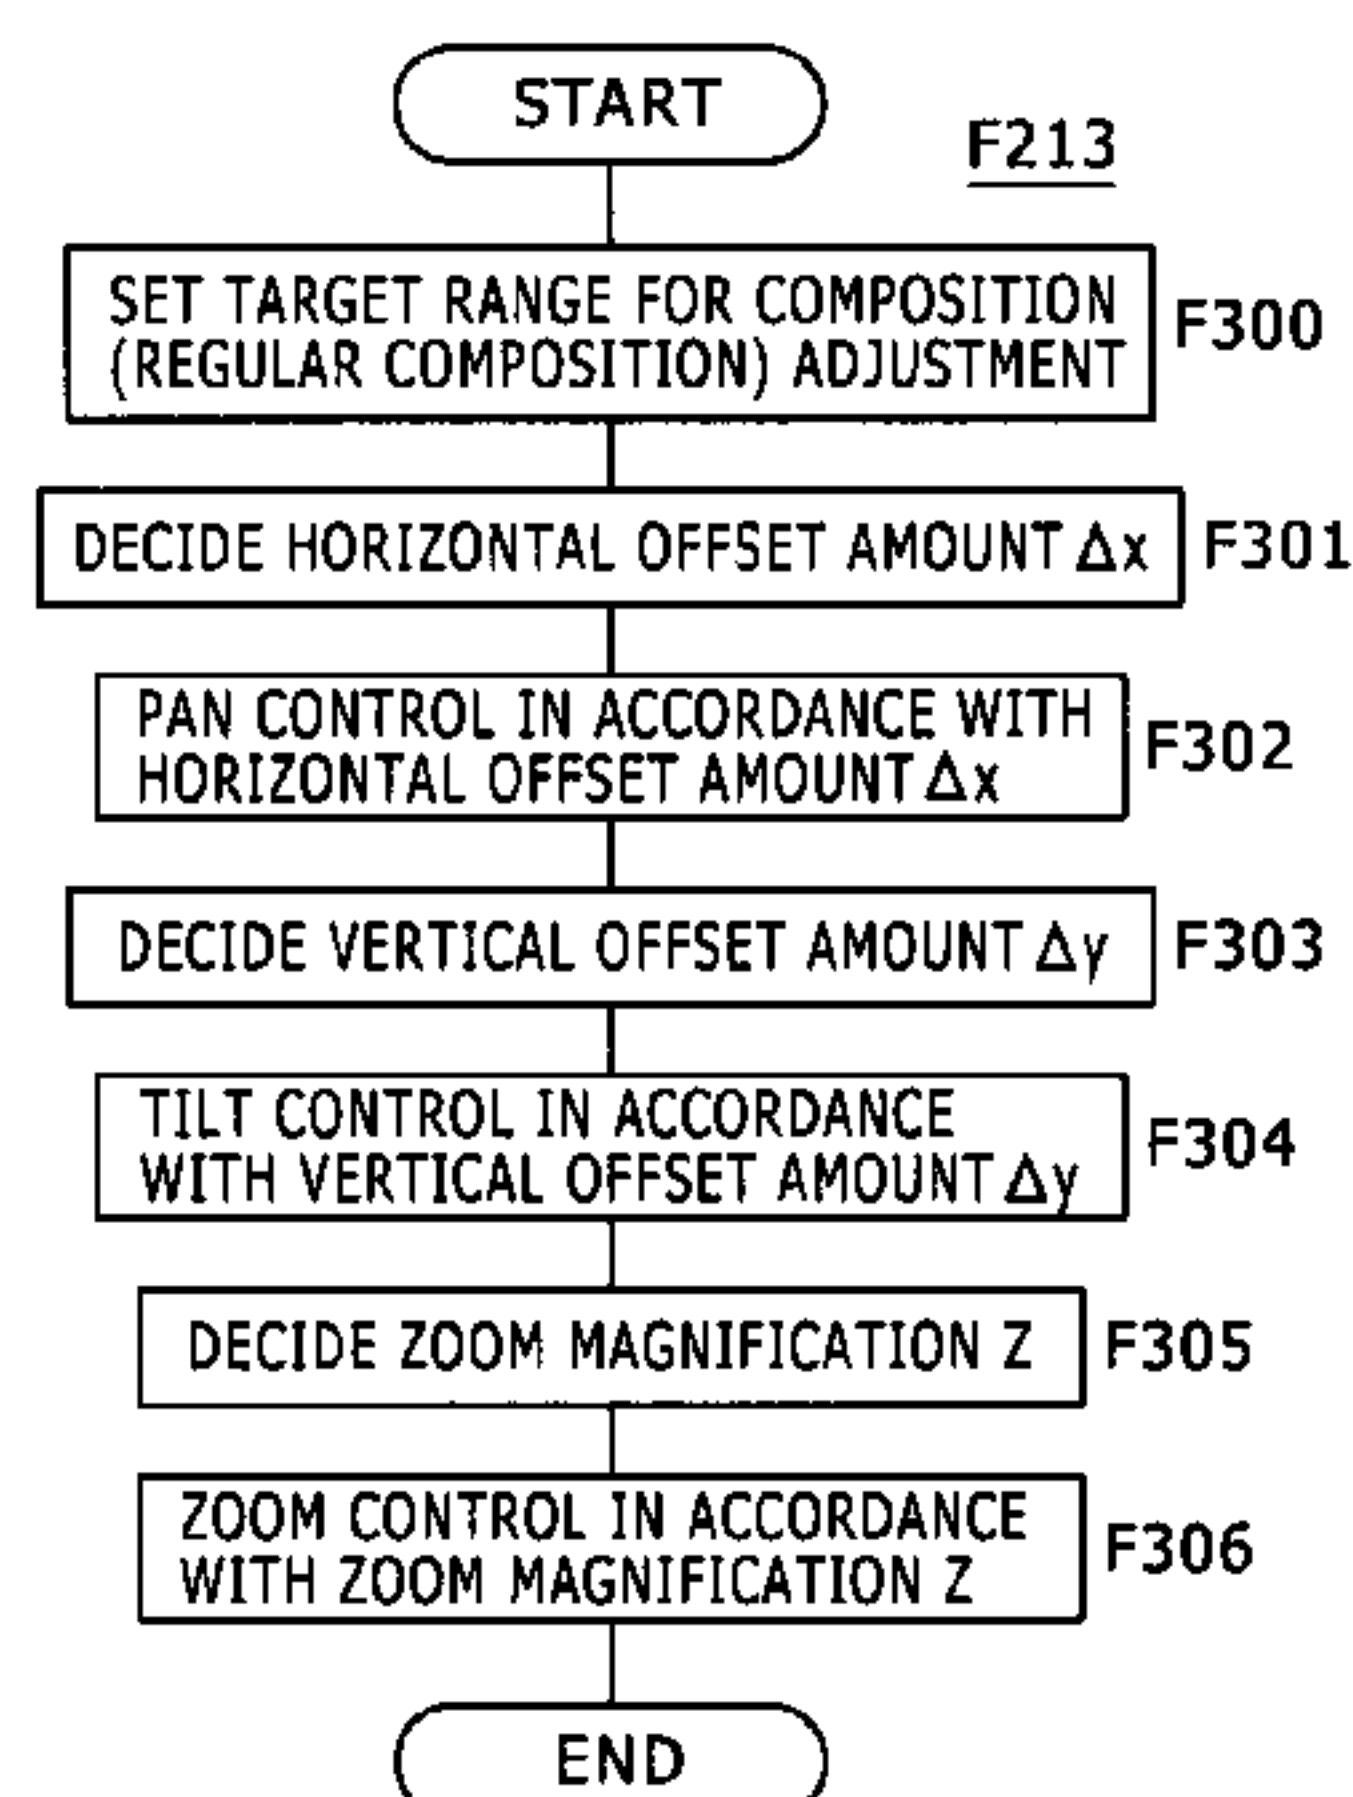 START
F213
SET TARGET RANGE FOR COMPOSITION
(REGULAR COMPOSITION) ADJUSTMENT
F300
DECIDE HORIZONTAL OFFSET AMOUNT Δx
F301
PAN CONTROL IN ACCORDANCE WITH
HORIZONTAL OFFSET AMOUNT Δx
F302
DECIDE VERTICAL OFFSET AMOUNT Δy
F303
TILT CONTROL IN ACCORDANCE
WITH VERTICAL OFFSET AMOUNT Δy
F304
DECIDE ZOOM MAGNIFICATION Z
F305
ZOOM CONTROL IN ACCORDANCE
WITH ZOOM MAGNIFICATION Z
F306
END